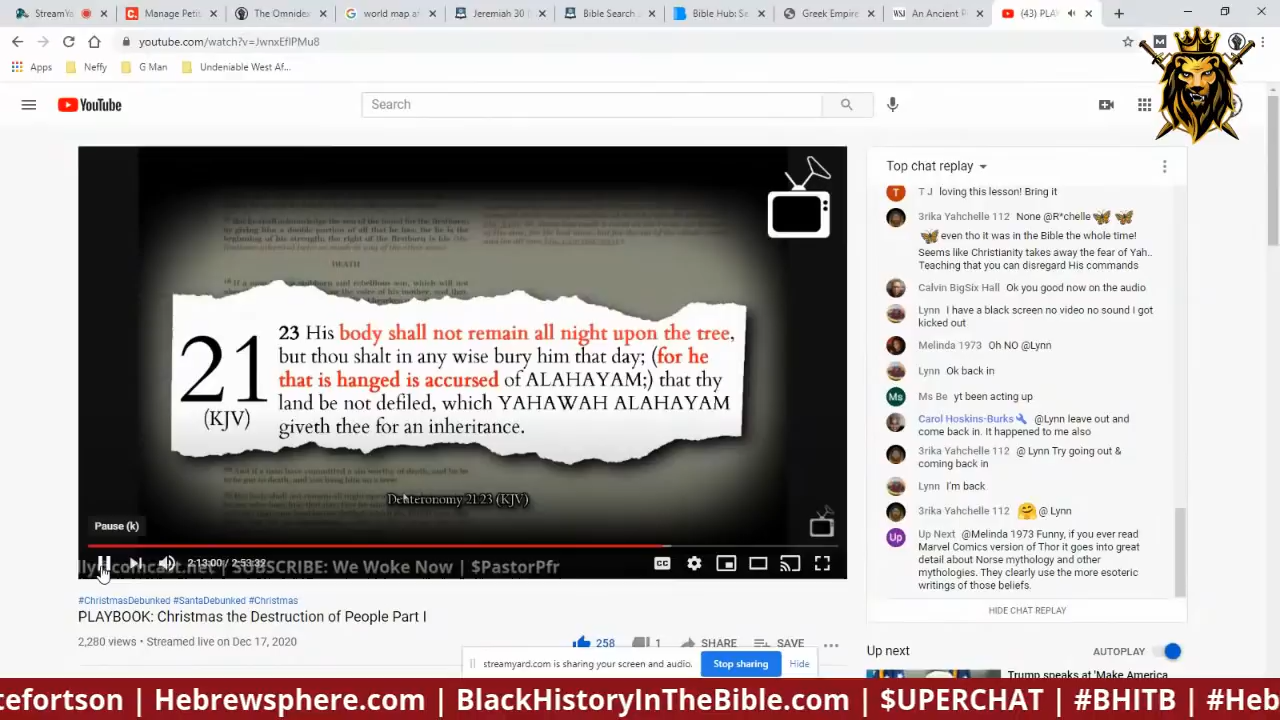 StreamYa
Manage Peti
The Omnide
world map at
Jeremiah 30
Bible Search
Bible Hub: Se
Greek Empire
An Ancient P
(43) PLA
youtube.com/watch?v=JwnxEfIPMu8
Apps
Neffy
G Man
Undeniable West Af...
YouTube
Search
Top chat replay
T J loving this lesson! Bring it
3rika Yahchelle 112 None @R*chelle
even tho it was in the Bible the whole time!
Seems like Christianity takes away the fear of Yah..
Teaching that you can disregard His commands
Calvin BigSix Hall Ok you good now on the audio
Lynn I have a black screen no video no sound I got
kicked out
Melinda 1973 Oh NO @Lynn
Lynn Ok back in
Ms Be yt been acting up
Carol Hoskins-Burks @Lynn leave out and
come back in. It happened to me also
3rika Yahchelle 112 @ Lynn Try going out &
coming back in
Lynn I'm back
3rika Yahchelle 112 @ Lynn
Up Next @Melinda 1973 Funny, if you ever read
Marvel Comics version of Thor it goes into great
detail about Norse mythology and other
mythologies. They clearly use the more esoteric
writings of those beliefs.
HIDE CHAT REPLAY
DEATH
21
(KJV)
23 His body shall not remain all night upon the tree,
but thou shalt in any wise bury him that day; (for he
that is hanged is accursed of ALAHAYAM;) that thy
land be not defiled, which YAHAWAH ALAHAYAM
giveth thee for an inheritance.
Deuteronomy 21:23 (KJV)
Pause (k)
2:13:00 / 2:53:32
| SUBSCRIBE: We Woke Now | $PastorPfr
#ChristmasDebunked #SantaDebunked #Christmas
PLAYBOOK: Christmas the Destruction of People Part I
2,280 views • Streamed live on Dec 17, 2020
258
1
SHARE
SAVE
Up next
AUTOPLAY
streamyard.com is sharing your screen and audio.
Stop sharing
Hide
Trump speaks at 'Make America
tefortson | Hebrewsphere.com | BlackHistoryInTheBible.com | $UPERCHAT | #BHITB | #Heb